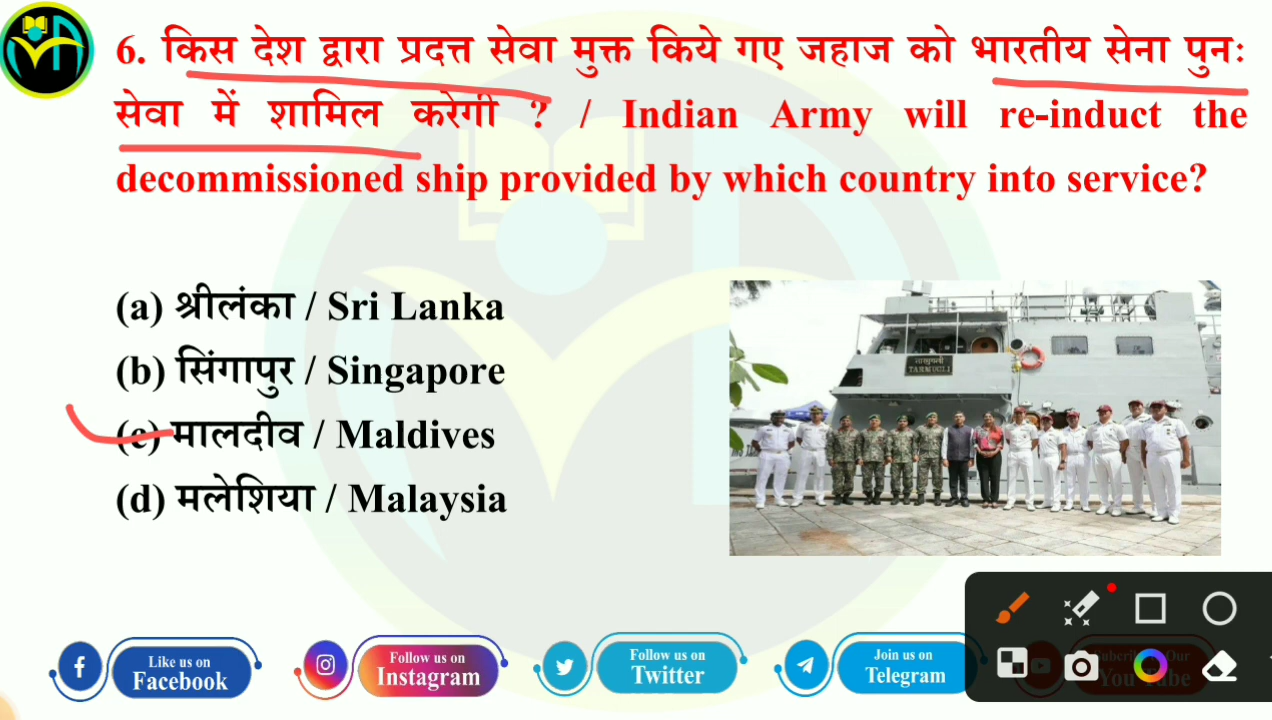 6. किस देश द्वारा प्रदत्त सेवा मुक्त किये गए जहाज को भारतीय सेना पुनः
सेवा में शामिल करेगी ? / Indian Army will re-induct the
decommissioned ship provided by which country into service?
(a) श्रीलंका / Sri Lanka
(b) सिंगापुर / Singapore
(c) मालदीव / Maldives
(d) मलेशिया / Malaysia
TARMUGLI
Like us on
Facebook
Follow us on
Instagram
Follow us on
Twitter
Join us on
Telegram